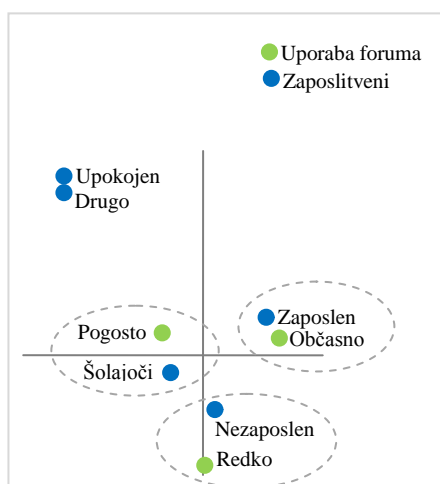 Uporaba foruma
Zaposlitveni
Upokojen
Drugo
Zaposlen
Občasno
Pogosto
Šolajoči
Nezaposlen
Redko